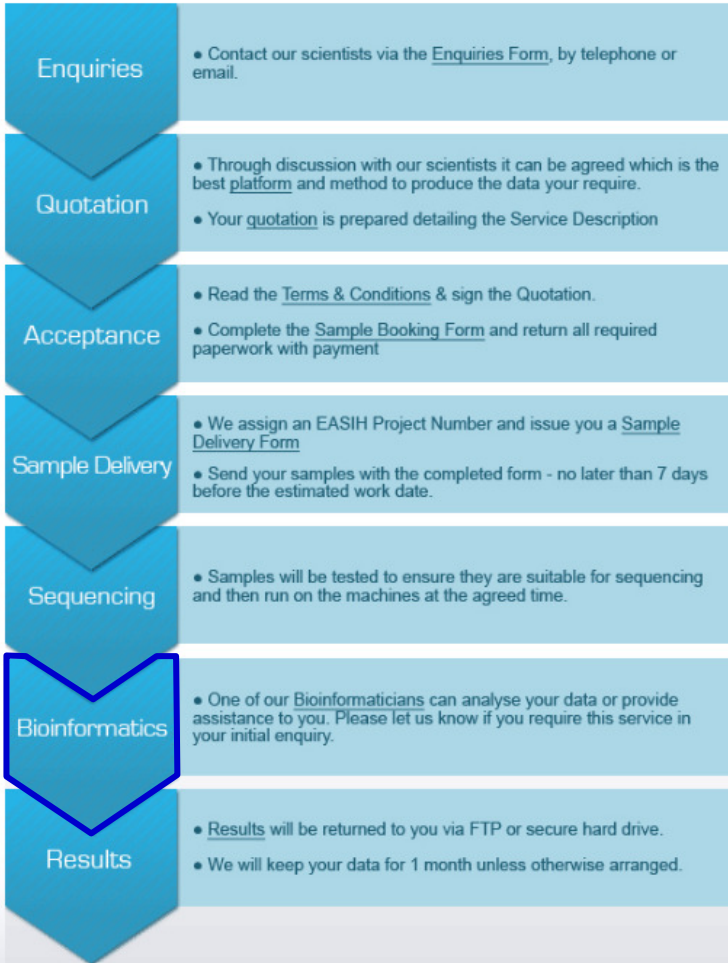 Enquiries
● Contact our scientists via the Enquiries Form, by telephone or
email.
Quotation
● Through discussion with our scientists it can be agreed which is the
best platform and method to produce the data your require.
● Your quotation is prepared detailing the Service Description
Acceptance
● Read the Terms & Conditions & sign the Quotation.
● Complete the Sample Booking Form and return all required
paperwork with payment
Sample Delivery
● We assign an EASIH Project Number and issue you a Sample
Delivery Form
● Send your samples with the completed form - no later than 7 days
before the estimated work date.
Sequencing
● Samples will be tested to ensure they are suitable for sequencing
and then run on the machines at the agreed time.
Bioinformatics
● One of our Bioinformaticians can analyse your data or provide
assistance to you. Please let us know if you require this service in
your initial enquiry.
Results
● Results will be returned to you via FTP or secure hard drive.
● We will keep your data for 1 month unless otherwise arranged.